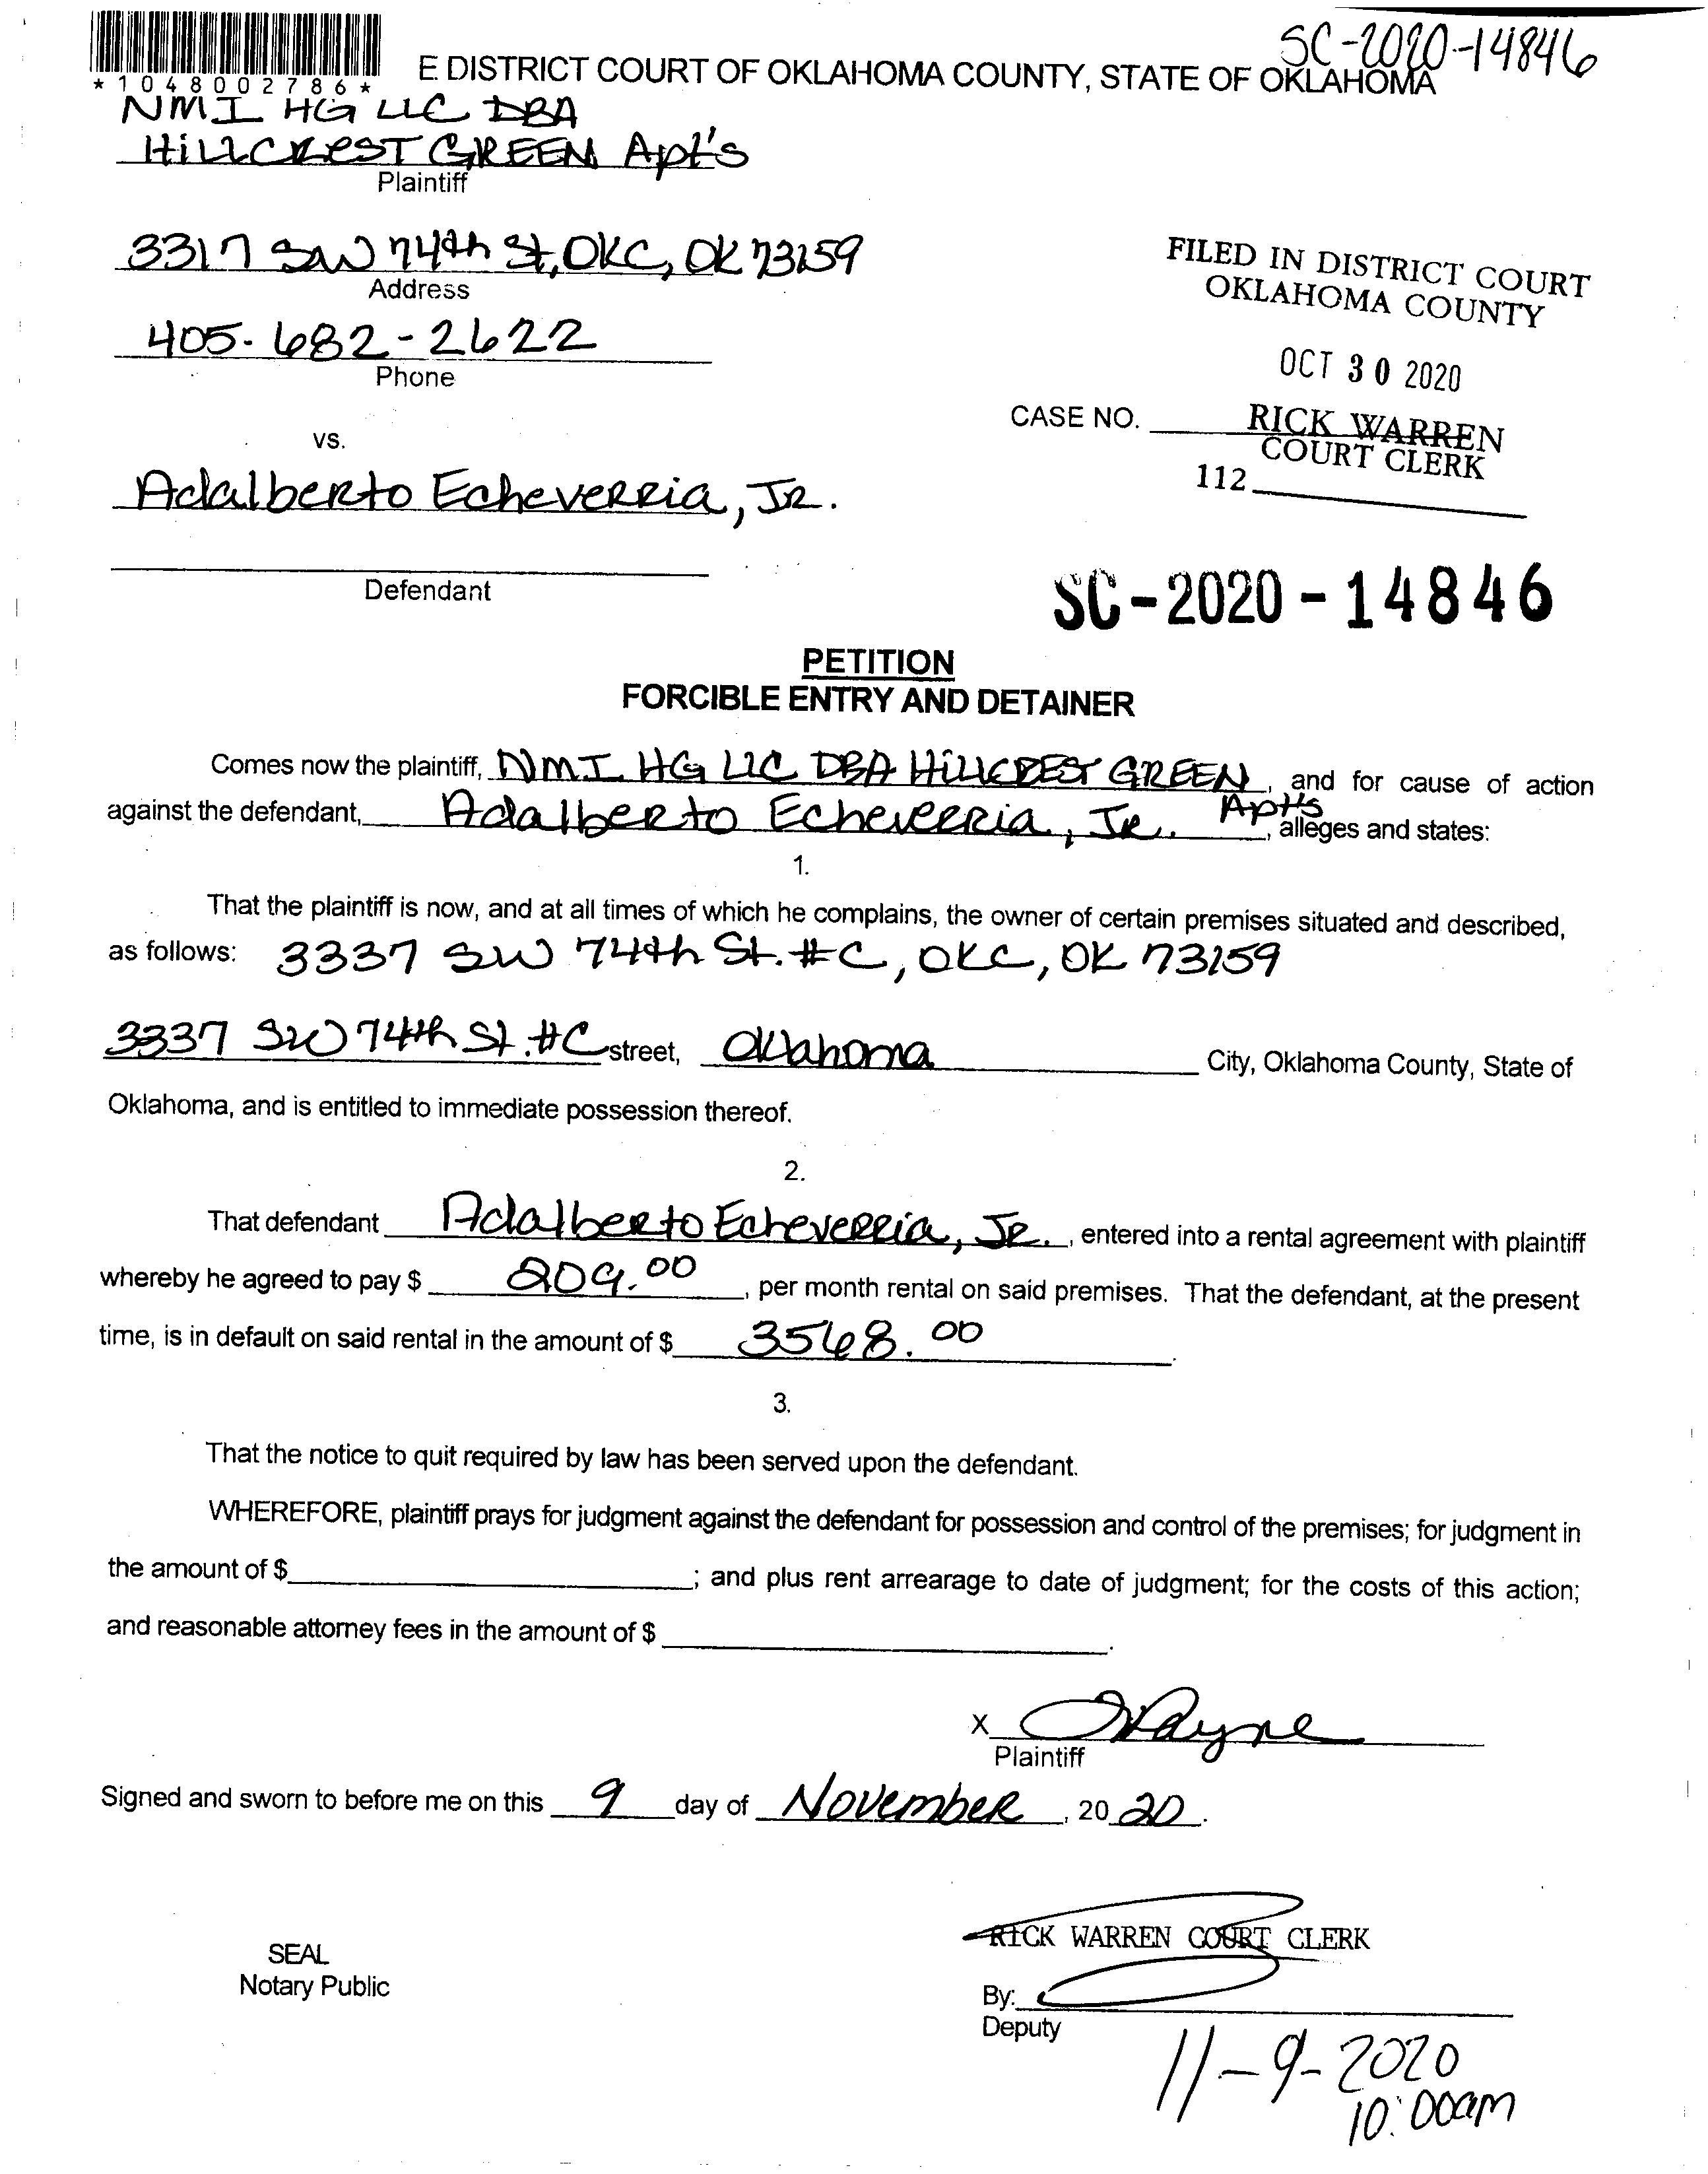 SC-2020-14846
*1048002786*
E DISTRICT COURT OF OKLAHOMA COUNTY, STATE OF OKLAHOMA
NMI HG LLC DBA
HILLCREST GREEN Apt's
Plaintiff
3317 SW 74th St, OKC, OK 73159
Address
405-682-2622
Phone
FILED IN DISTRICT COURT
OKLAHOMA COUNTY
OCT 30 2020
RICK WARREN
COURT CLERK
112
vs.
CASE NO.
Adalberto Echeverria, Jr.
Defendant
SC-2020-14846
PETITION
FORCIBLE ENTRY AND DETAINER
Comes now the plaintiff, NMI HG LLC DBA HILLCREST GREEN, and for cause of action
Apt's
against the defendant, Adalberto Echeverria, Jr., alleges and states:
1.
That the plaintiff is now, and at all times of which he complains, the owner of certain premises situated and described,
as follows: 3337 SW 74th St. #C, OKC, OK 73159
3337 SW 74th St. #C street, Oklahoma City, Oklahoma County, State of
Oklahoma, and is entitled to immediate possession thereof.
2.
That defendant Adalberto Echeverria, Jr., entered into a rental agreement with plaintiff
whereby he agreed to pay $ 209.00, per month rental on said premises. That the defendant, at the present
time, is in default on said rental in the amount of $ 3568.00.
3.
That the notice to quit required by law has been served upon the defendant.
WHEREFORE, plaintiff prays for judgment against the defendant for possession and control of the premises; for judgment in
the amount of $ ; and plus rent arrearage to date of judgment; for the costs of this action;
and reasonable attorney fees in the amount of $ .
X
Plaintiff
Signed and sworn to before me on this 9 day of November, 2020.
RICK WARREN COURT CLERK
SEAL
Notary Public
By:
Deputy
11-9-2020
10:00am